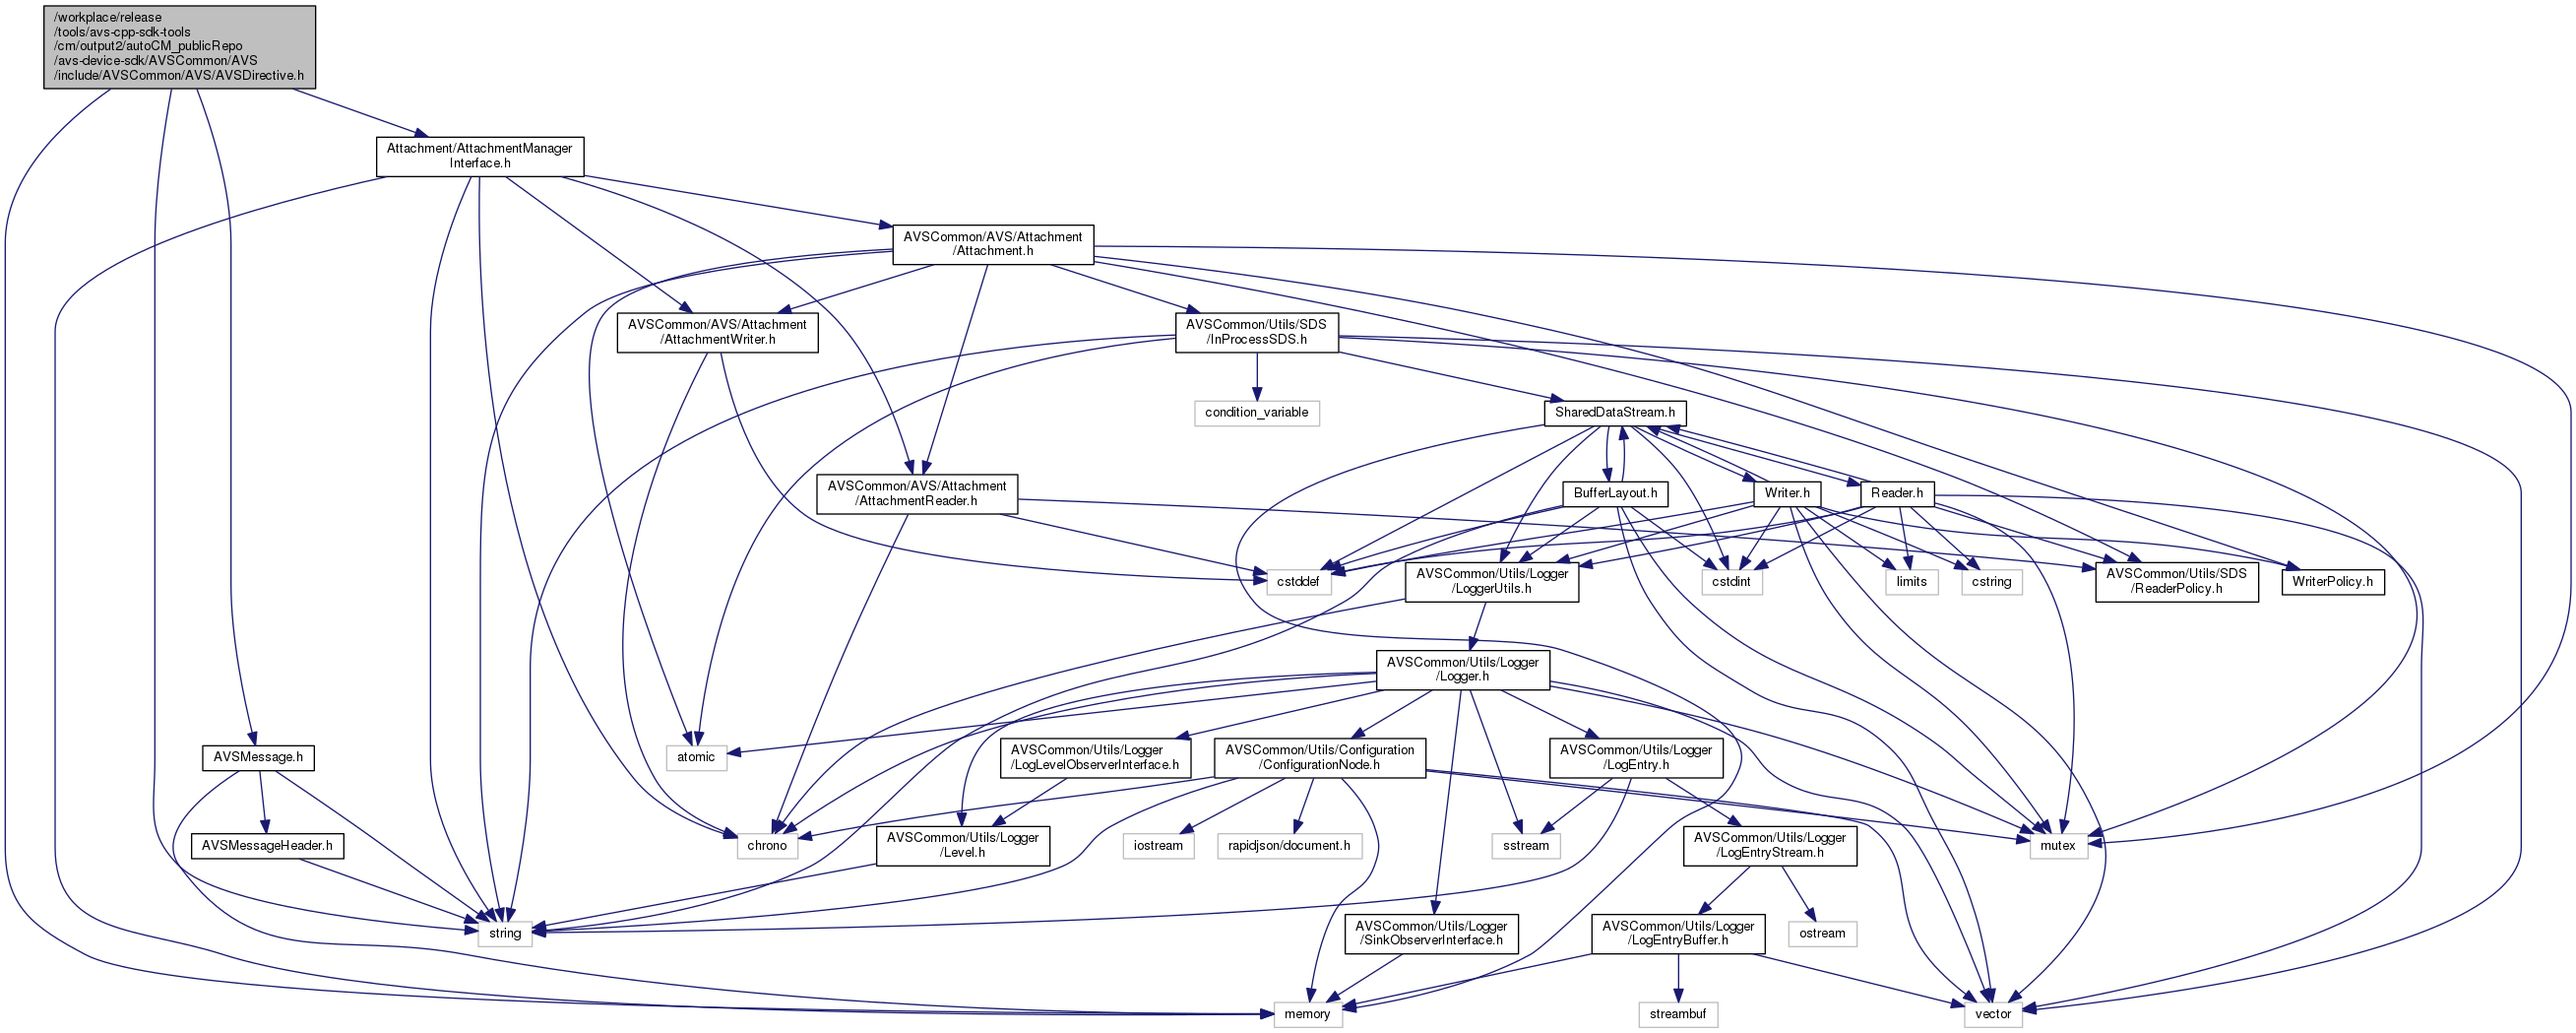 /workplace/release
/tools/avs-cpp-sdk-tools
/cm/output2/autoCM_publicRepo
/avs-device-sdk/AVSCommon/AVS
/include/AVSCommon/AVS/AVSDirective.h
Attachment/AttachmentManager
Interface.h
AVSCommon/AVS/Attachment
/Attachment.h
AVSCommon/AVS/Attachment
/AttachmentWriter.h
AVSCommon/Utils/SDS
/InProcessSDS.h
condition_variable
SharedDataStream.h
AVSCommon/AVS/Attachment
/AttachmentReader.h
BufferLayout.h
Writer.h
Reader.h
cstddef
AVSCommon/Utils/Logger
/LoggerUtils.h
cstdint
limits
cstring
AVSCommon/Utils/SDS
/ReaderPolicy.h
WriterPolicy.h
AVSCommon/Utils/Logger
/Logger.h
AVSMessage.h
atomic
AVSCommon/Utils/Logger
/LogLevelObserverInterface.h
AVSCommon/Utils/Configuration
/ConfigurationNode.h
AVSCommon/Utils/Logger
/LogEntry.h
AVSMessageHeader.h
chrono
AVSCommon/Utils/Logger
/Level.h
iostream
rapidjson/document.h
sstream
AVSCommon/Utils/Logger
/LogEntryStream.h
mutex
string
AVSCommon/Utils/Logger
/SinkObserverInterface.h
AVSCommon/Utils/Logger
/LogEntryBuffer.h
ostream
memory
streambuf
vector